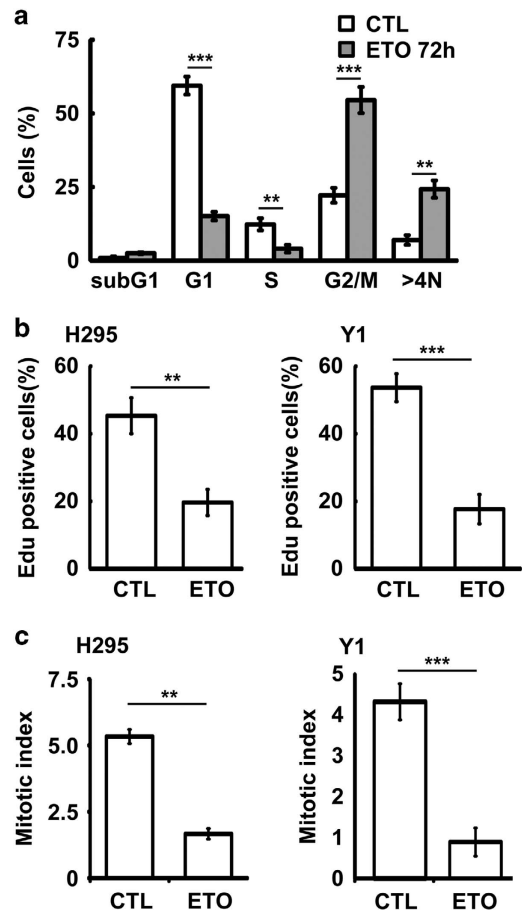 a
CTL
ETO 72h
Cells (%)
75
50
25
0
***
***
**
**
subG1 G1 S G2/M >4N
b
H295
Edu positive cells(%)
60
40
20
0
**
CTL ETO
Y1
Edu positive cells(%)
60
40
20
0
***
CTL ETO
c
H295
Mitotic index
7.5
5.0
2.5
0
**
CTL ETO
Y1
Mitotic index
5
4
3
2
1
0
***
CTL ETO